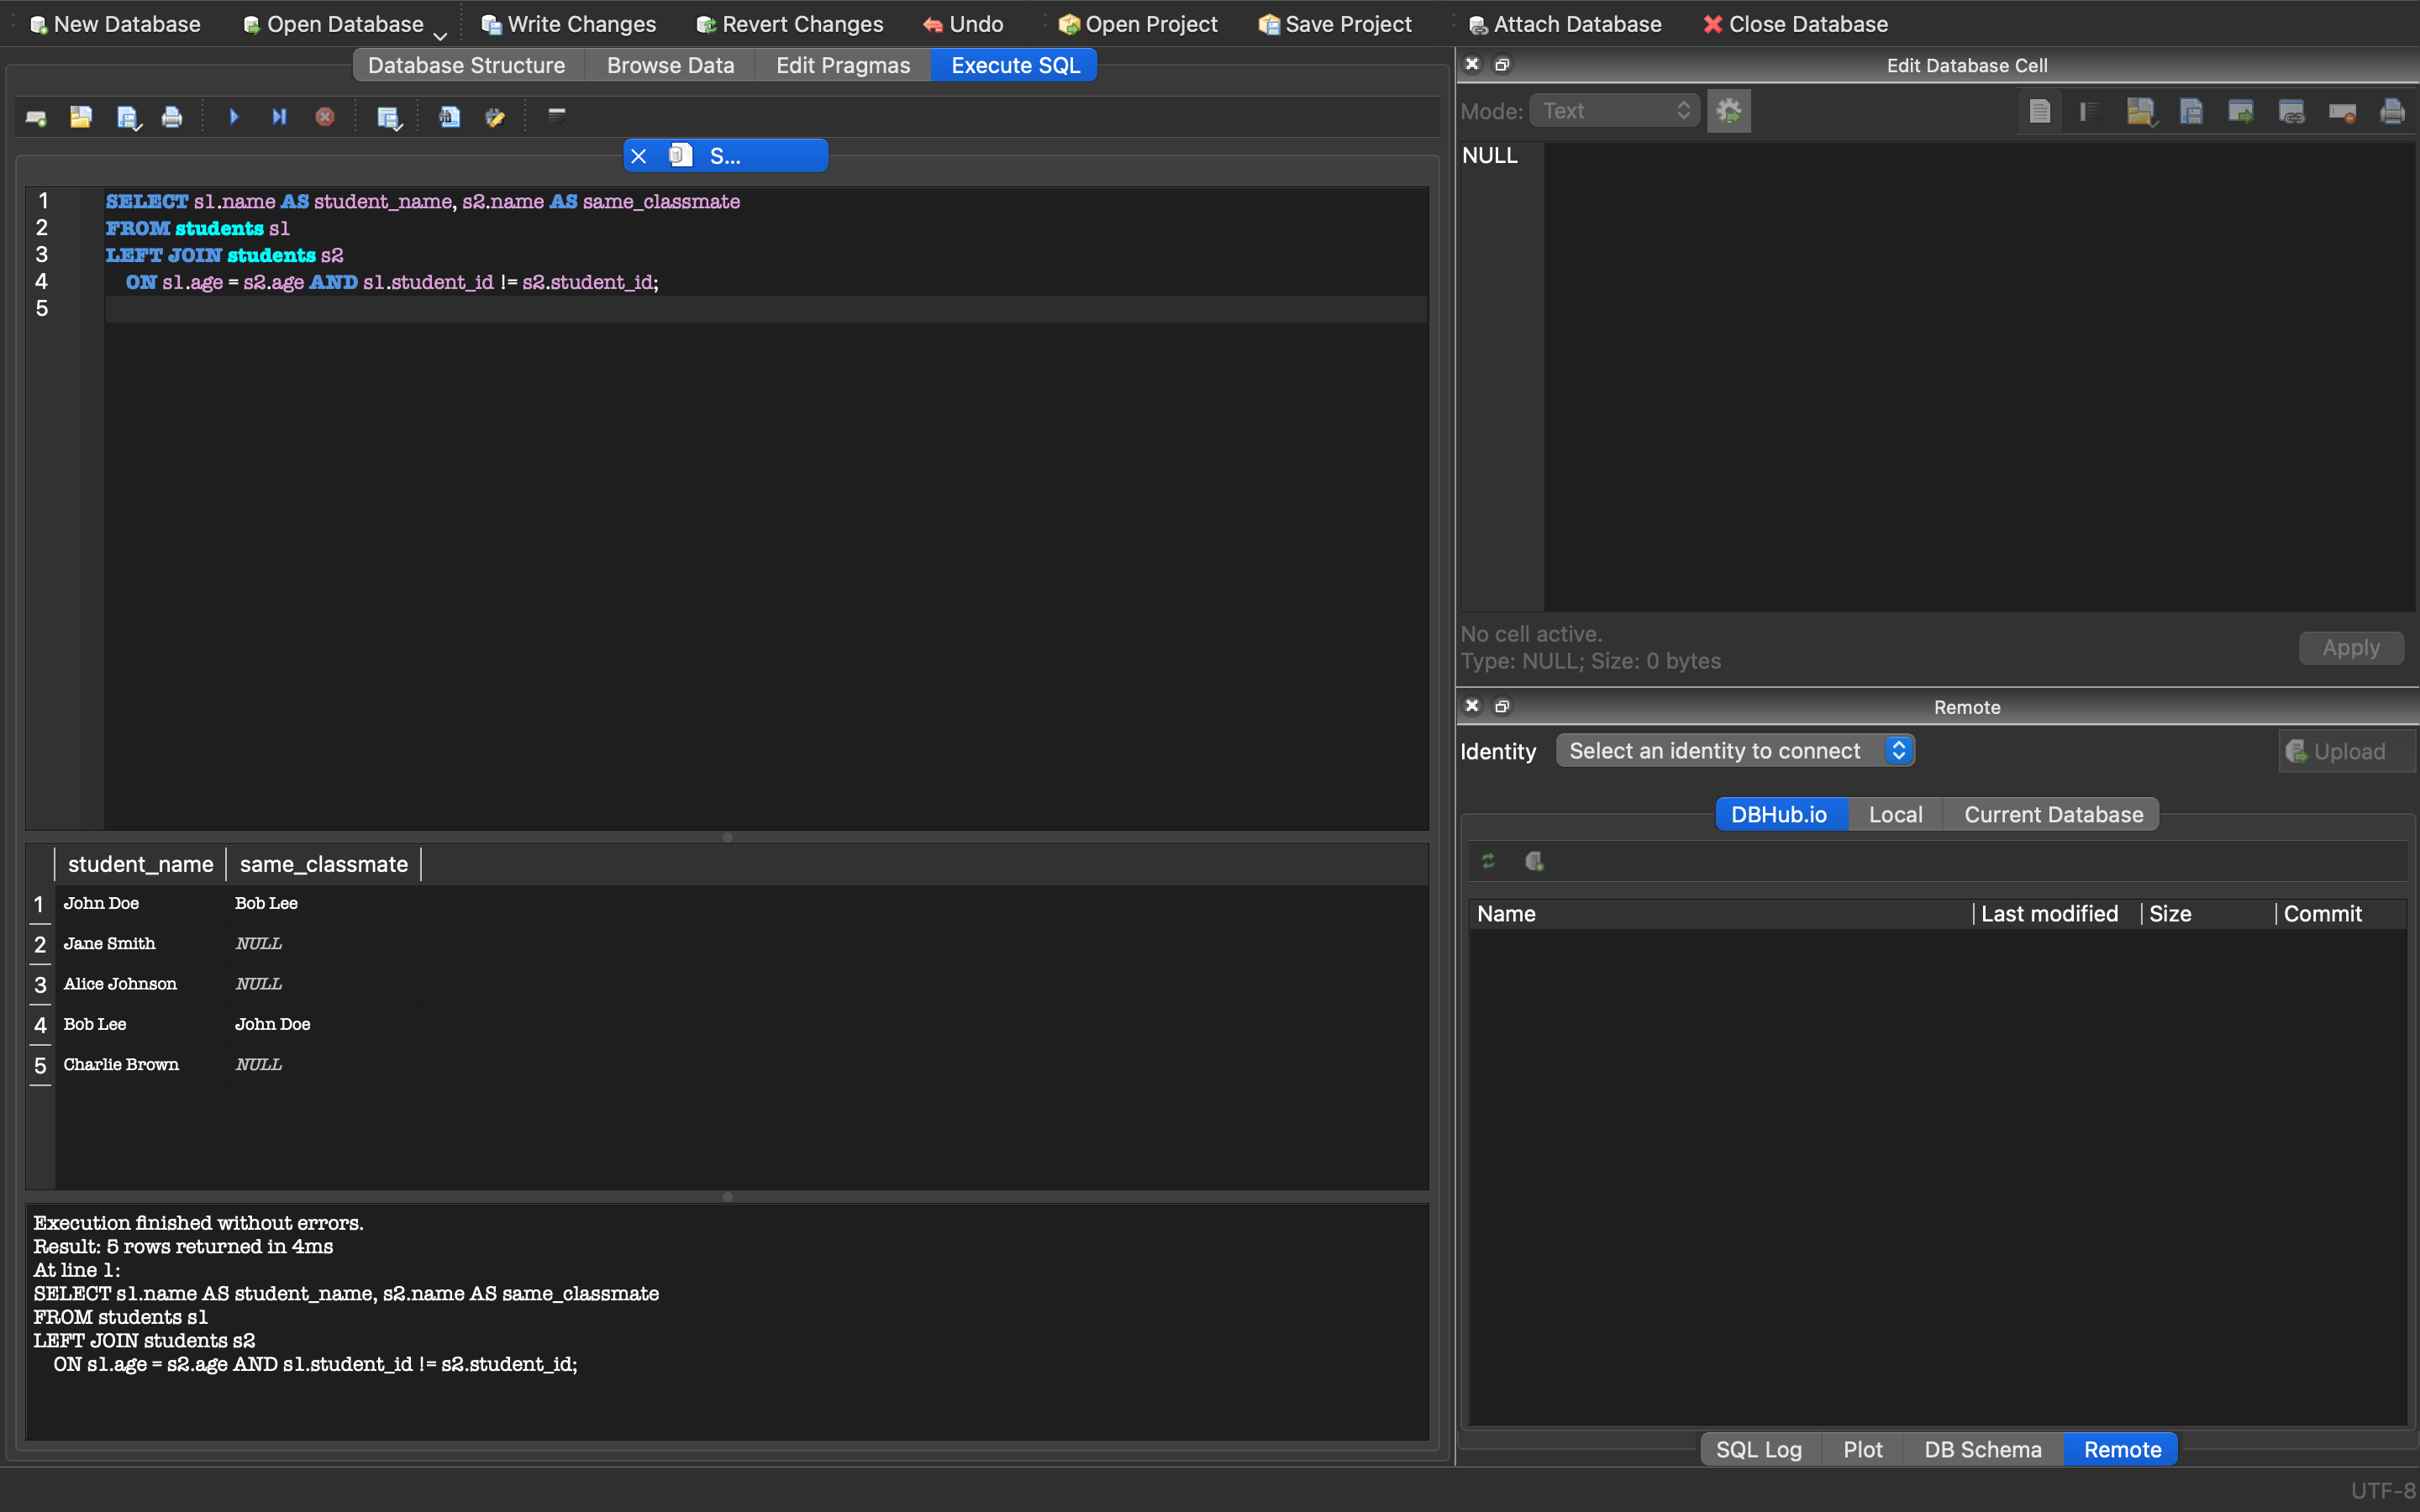 New Database Open Database Write Changes Revert Changes Undo Open Project Save Project Attach Database Close Database
Database Structure Browse Data Edit Pragmas Execute SQL
S...
1 SELECT s1.name AS student_name, s2.name AS same_classmate
2 FROM students s1
3 LEFT JOIN students s2
4 ON s1.age = s2.age AND s1.student_id != s2.student_id;
5
student_name same_classmate
1 John Doe Bob Lee
2 Jane Smith NULL
3 Alice Johnson NULL
4 Bob Lee John Doe
5 Charlie Brown NULL
Execution finished without errors.
Result: 5 rows returned in 4ms
At line 1:
SELECT s1.name AS student_name, s2.name AS same_classmate
FROM students s1
LEFT JOIN students s2
ON s1.age = s2.age AND s1.student_id != s2.student_id;
Edit Database Cell
Mode: Text
NULL
No cell active.
Type: NULL; Size: 0 bytes
Apply
Remote
Identity Select an identity to connect Upload
DBHub.io Local Current Database
Name Last modified Size Commit
SQL Log Plot DB Schema Remote
UTF-8